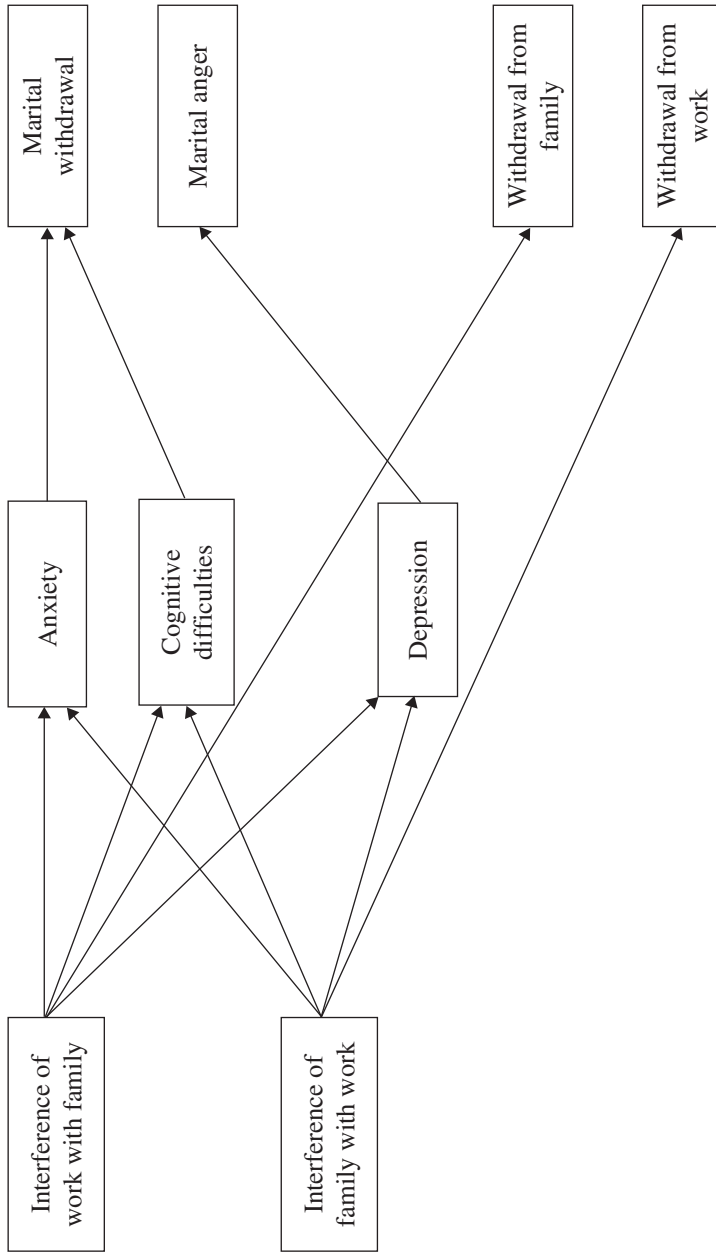 Interference of
work with family
Interference of
family with work
Anxiety
Cognitive
difficulties
Depression
Marital
withdrawal
Marital anger
Withdrawal from
family
Withdrawal from
work